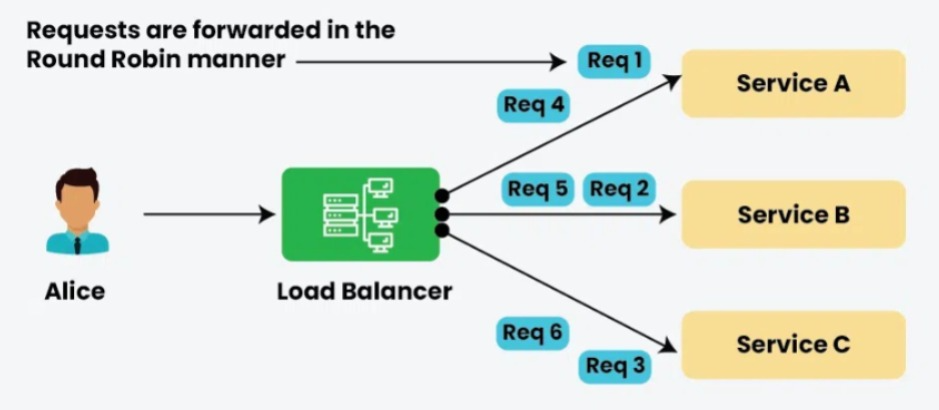 Requests are forwarded in the
Round Robin manner
Req 1
Req 4
Service A
Req 5 Req 2
Service B
Alice
Load Balancer
Req 6
Req 3
Service C